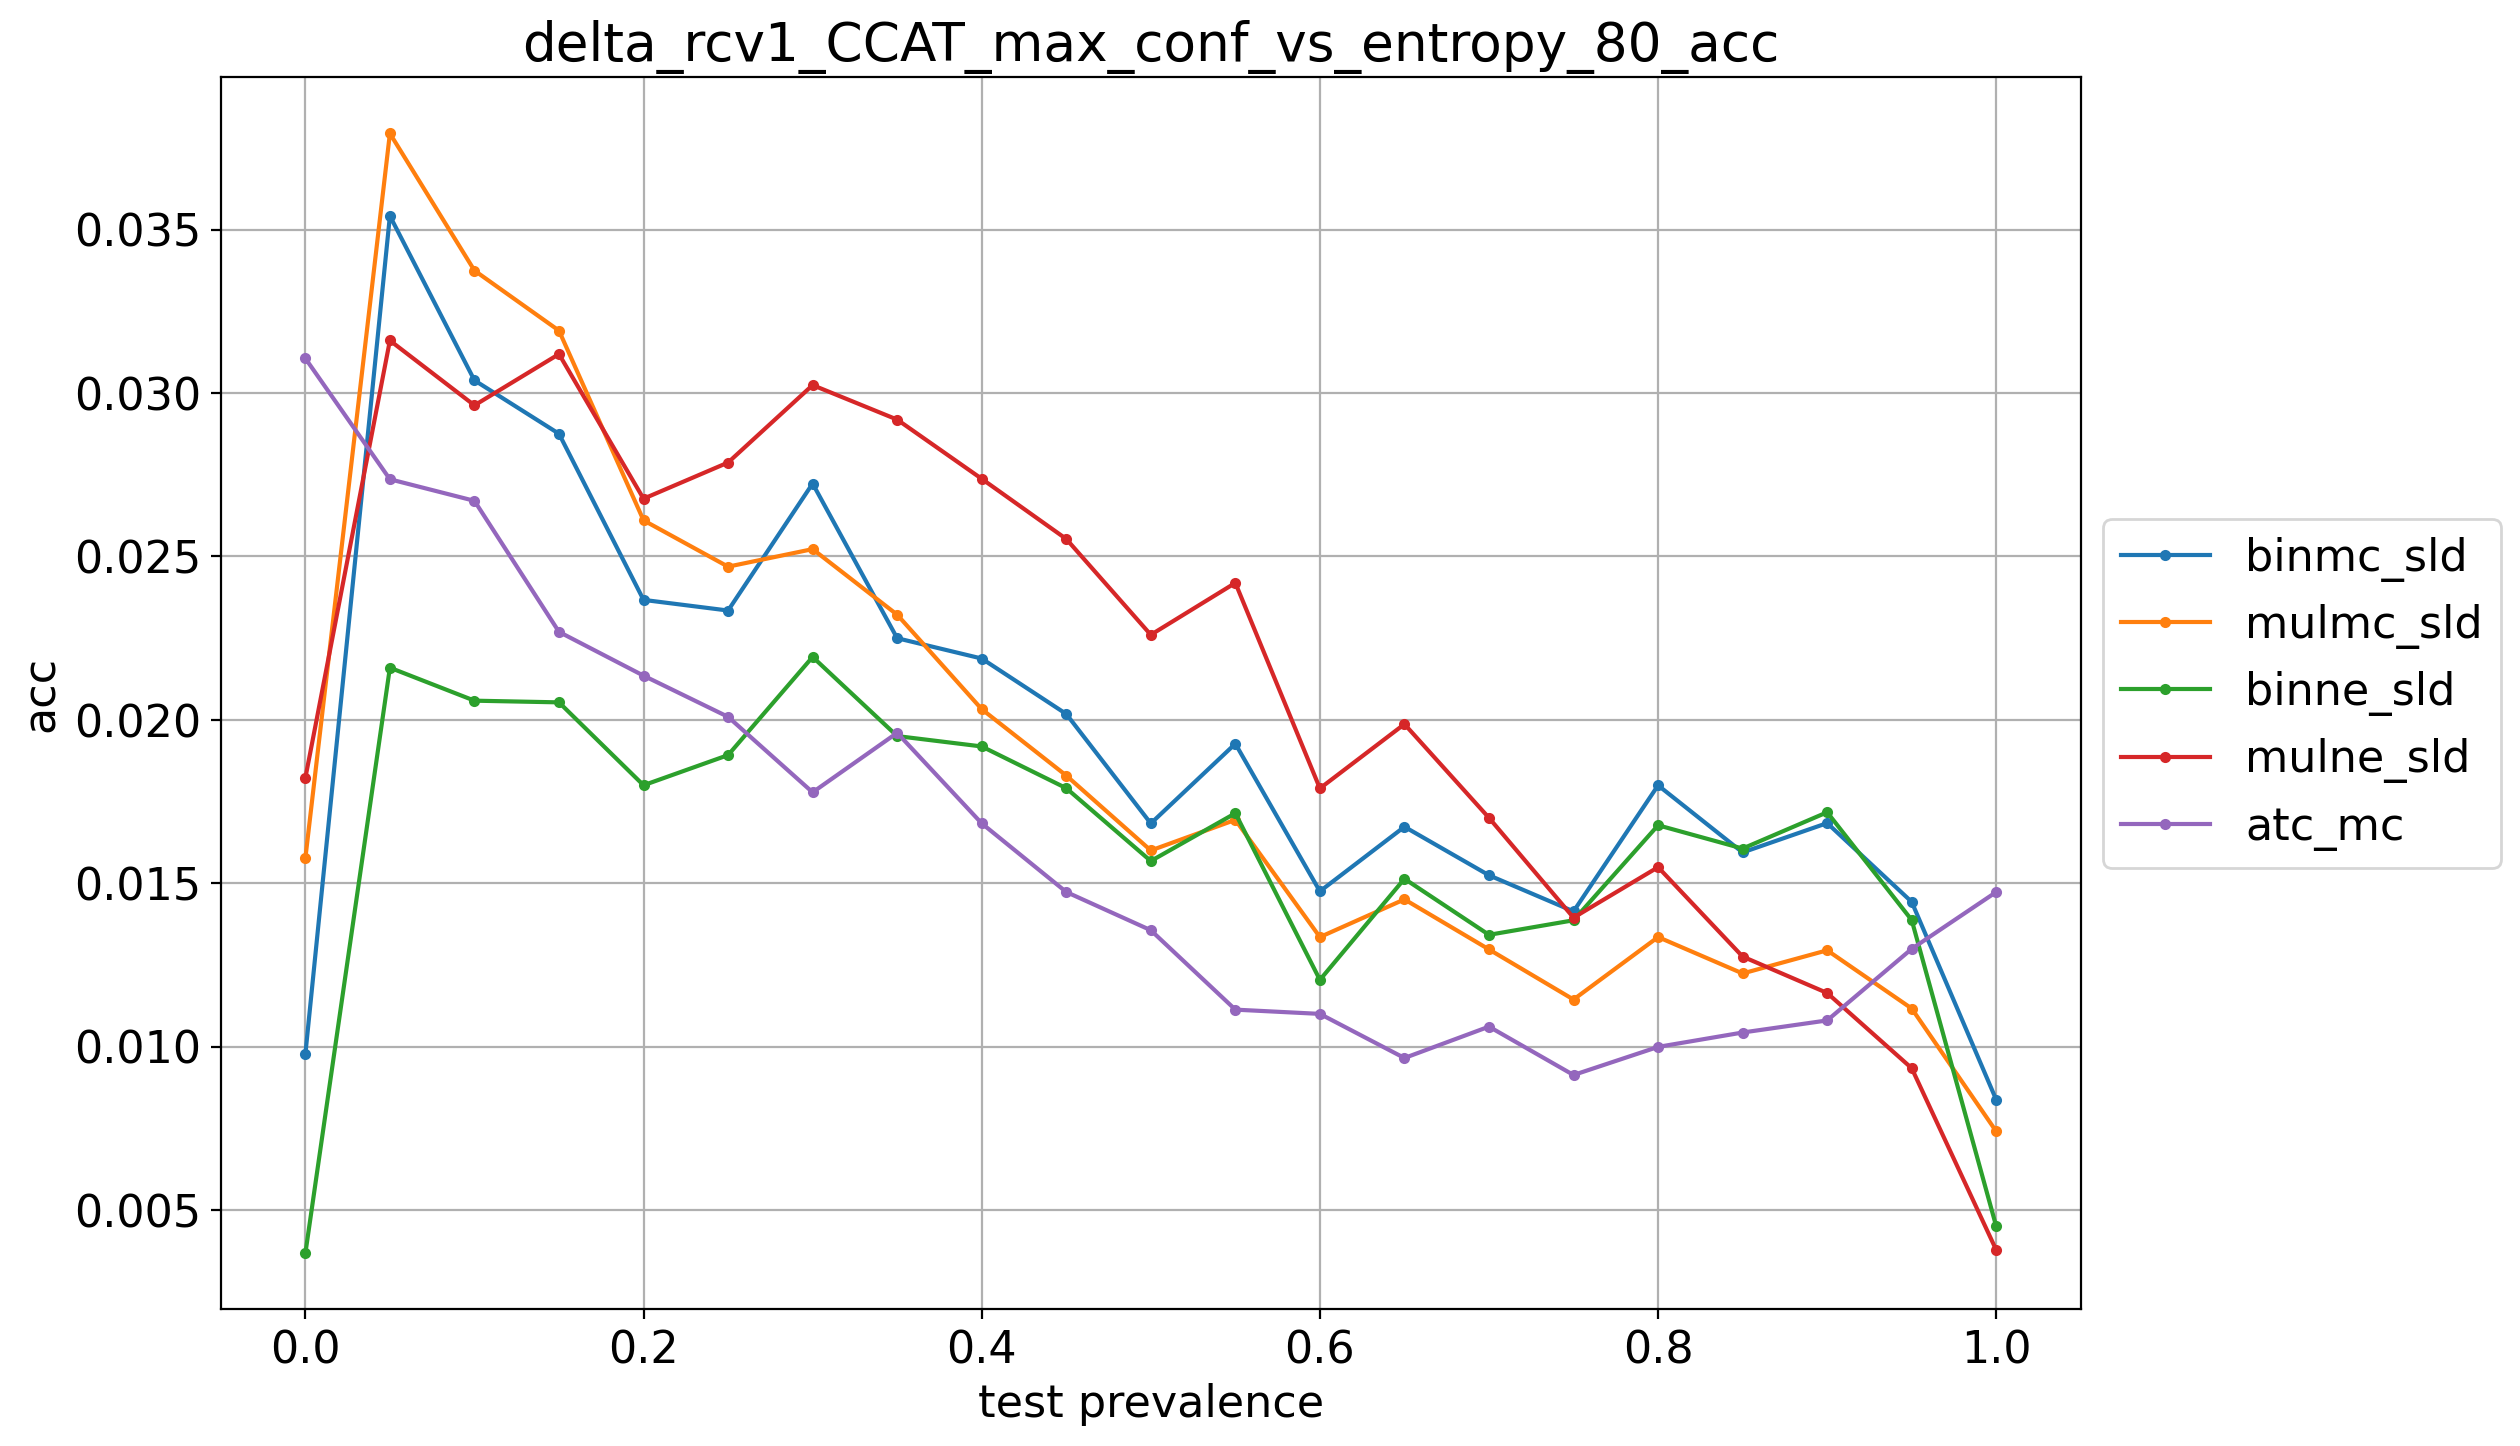 delta_rcv1_CCAT_max_conf_vs_entropy_80_acc
acc
0.035
0.030
0.025
0.020
0.015
0.010
0.005
0.0 0.2 0.4 0.6 0.8 1.0
test prevalence
binmc_sld
mulmc_sld
binne_sld
mulne_sld
atc_mc